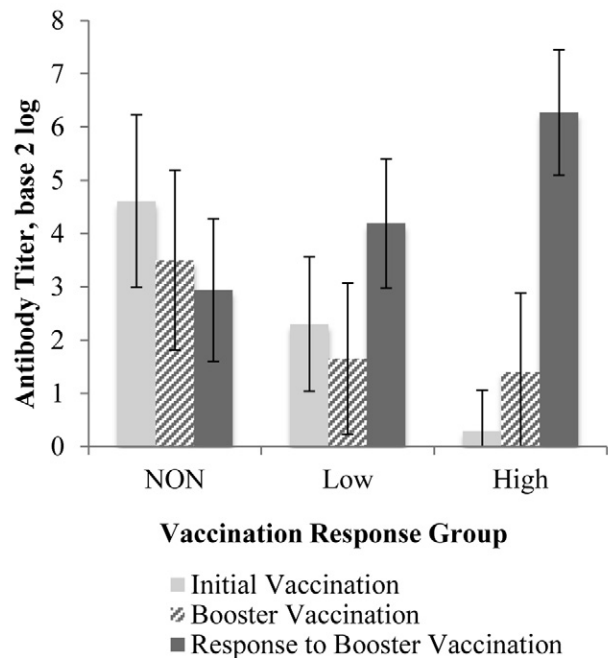 8
7
6
5
4
3
2
1
0
Antibody Titer, base 2 log
NON Low High
Vaccination Response Group
Initial Vaccination
Booster Vaccination
Response to Booster Vaccination